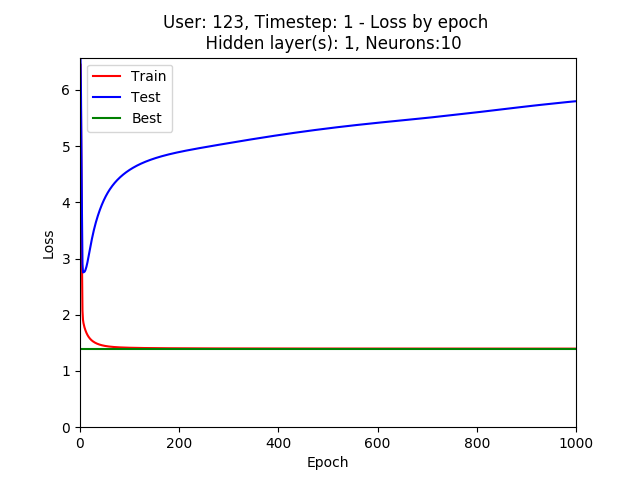 User: 123, Timestep: 1 - Loss by epoch
Hidden layer(s): 1, Neurons:10
Train
Test
Best
6
5
4
3
2
1
0
Loss
0 200 400 600 800 1000
Epoch